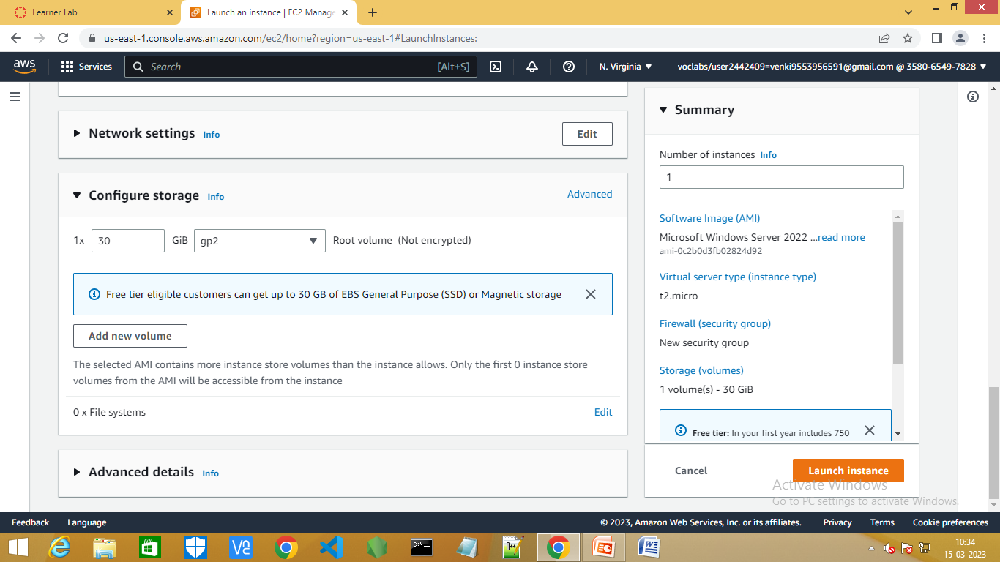 Learner Lab
Launch an instance | EC2 Manage
us-east-1.console.aws.amazon.com/ec2/home?region=us-east-1#LaunchInstances:
aws
Services
Search
[Alt+S]
N. Virginia
voclabs/user2442409=venki9553956591@gmail.com @ 3580-6549-7828
Network settings Info
Edit
Configure storage Info
Advanced
1x 30 GiB gp2 Root volume (Not encrypted)
Free tier eligible customers can get up to 30 GB of EBS General Purpose (SSD) or Magnetic storage
Add new volume
The selected AMI contains more instance store volumes than the instance allows. Only the first 0 instance store
volumes from the AMI will be accessible from the instance
0 x File systems
Edit
Advanced details Info
Summary
Number of instances Info
1
Software Image (AMI)
Microsoft Windows Server 2022 ...read more
ami-0c2b0d3fb02824d92
Virtual server type (instance type)
t2.micro
Firewall (security group)
New security group
Storage (volumes)
1 volume(s) - 30 GiB
Free tier: In your first year includes 750
Cancel
Launch instance
Activate Windows
Go to PC settings to activate Windows.
Feedback
Language
© 2023, Amazon Web Services, Inc. or its affiliates.
Privacy
Terms
Cookie preferences
10:34
15-03-2023